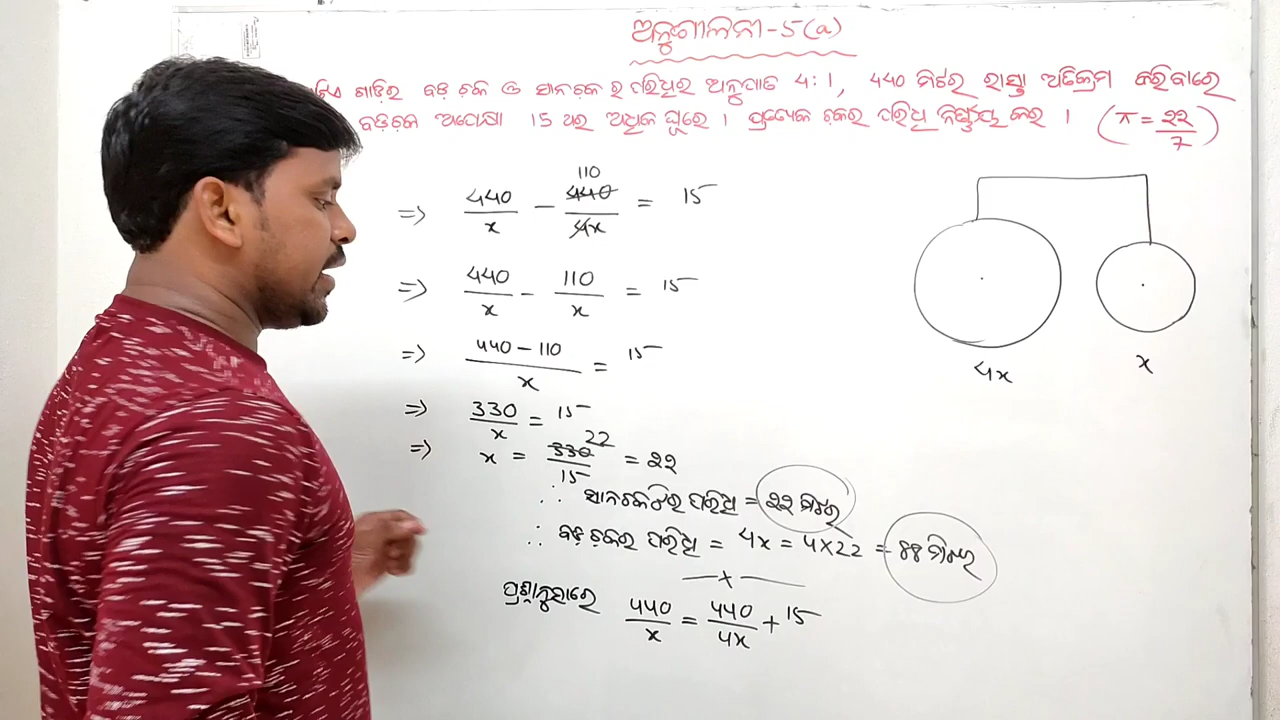 ଅନୁଶୀଳନୀ-5(a)
ଗାଡ଼ିର ବଡ଼ ଚକ ଓ ସାନଚକ ର ପରିଧିର ଅନୁପାତ 4:1, 440 ମିଟର ରାସ୍ତା ଅତିକ୍ରମ କରିବାରେ
ବଡ଼ଚକ ଅପେକ୍ଷା 15 ଥର ଅଧିକ ଘୁରେ । ପ୍ରତ୍ୟେକ ଚକର ପରିଧି ନିର୍ଣ୍ଣୟ କର । (π = 22/7)
110
=> 440/x - 440/4x = 15
=> 440/x - 110/x = 15
=> 440-110/x = 15
=> 330/x = 15
22
=> x = 330/15 = 22
∴ ସାନଚକଟିର ପରିଧି = 22 ମିଟର
∴ ବଡ଼ ଚକର ପରିଧି = 4x = 4x22 = 88 ମିଟର
—x—
ପ୍ରଶ୍ନାନୁସାରେ 440/x = 440/4x + 15
4x
x